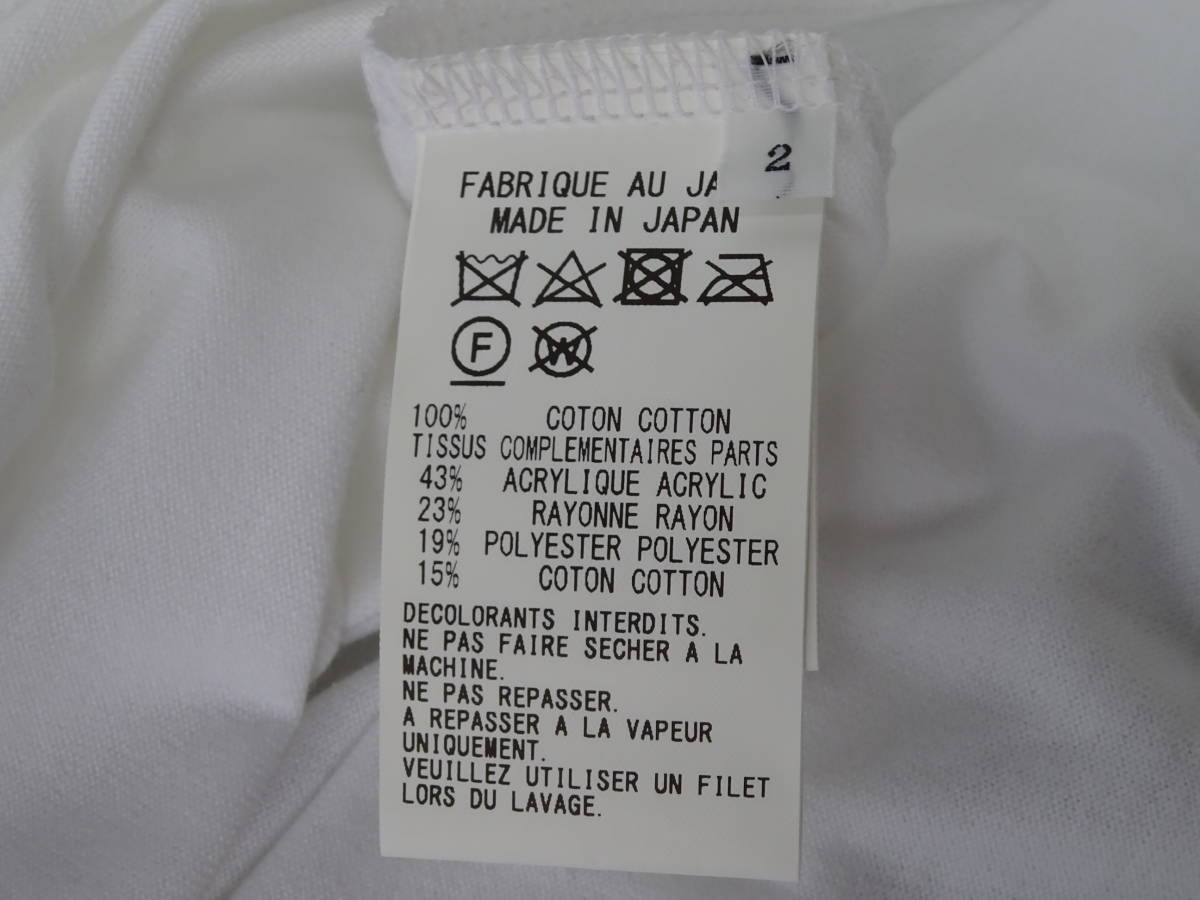 2
FABRIQUE AU
MADE IN JAPAN
F
W
100% COTON COTTON
TISSUS COMPLEMENTAIRES PARTS
43% ACRYLIQUE ACRYLIC
23% RAYONNE RAYON
19% POLYESTER POLYESTER
15% COTON COTTON
DECOLORANTS INTERDITS.
NE PAS FAIRE SECHER A LA
MACHINE.
NE PAS REPASSER.
A REPASSER A LA VAPEUR
UNIQUEMENT.
VEUILLEZ UTILISER UN FILET
LORS DU LAVAGE.